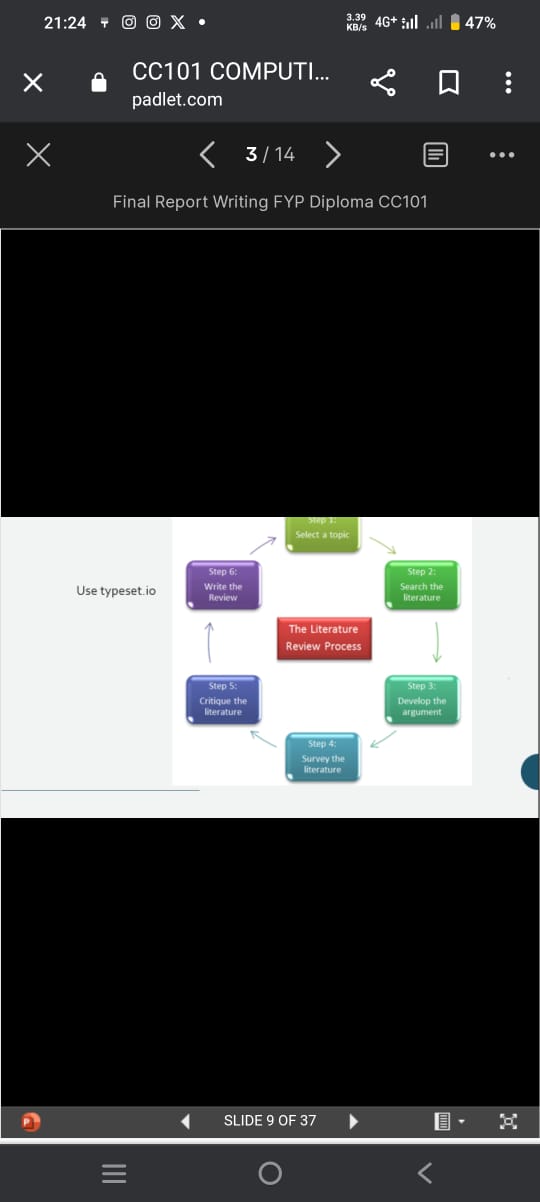 21:24
3.39
KB/s
4G+
47%
CC101 COMPUTI...
padlet.com
3 / 14
Final Report Writing FYP Diploma CC101
Use typeset.io
Step 1:
Select a topic
Step 2:
Search the
literature
Step 3:
Develop the
argument
Step 4:
Survey the
literature
Step 5:
Critique the
literature
Step 6:
Write the
Review
The Literature
Review Process
P
SLIDE 9 OF 37